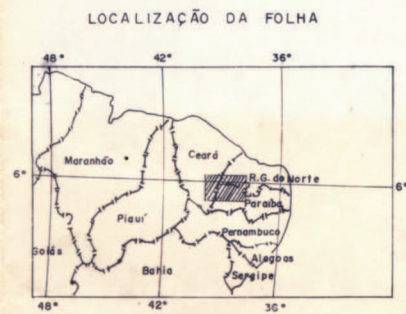 LOCALIZAÇÃO DA FOLHA
48° 42° 36°
Maranhão
Ceará
6° R.G. do Norte 6°
Paraíba
Piauí
Pernambuco
Goiás
Alagoas
Bahia
Sergipe
48° 42° 36°